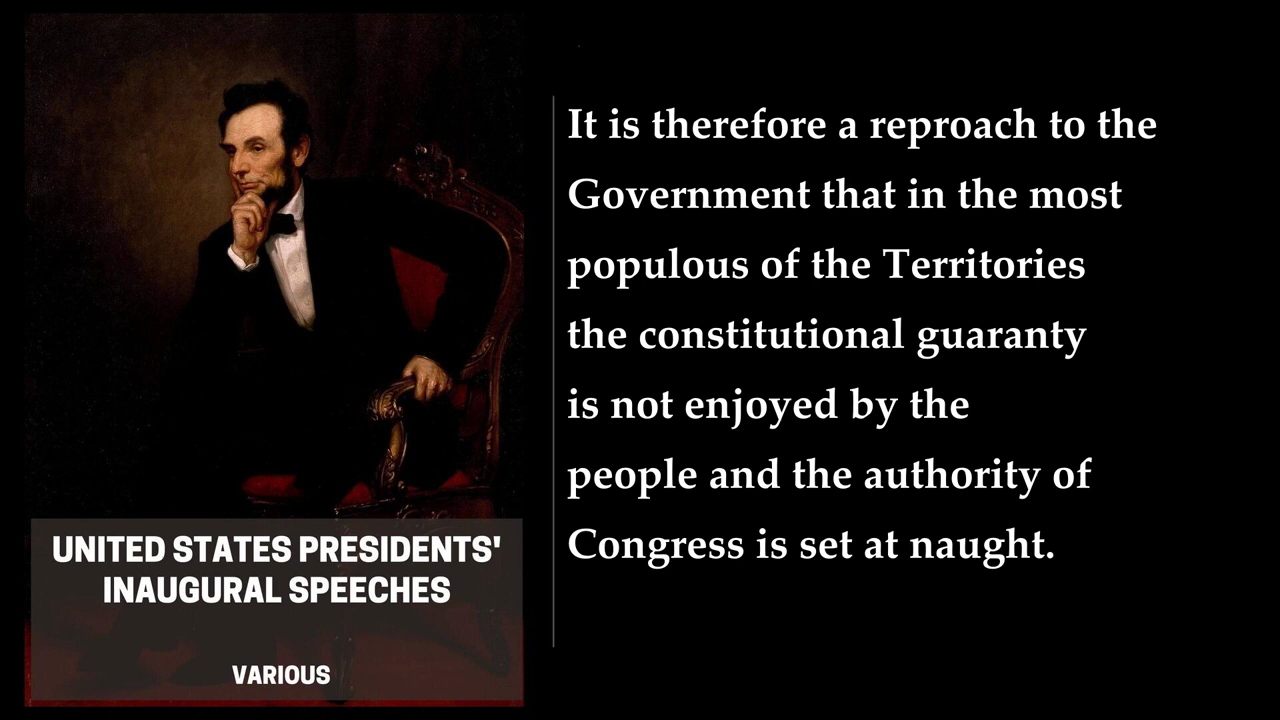 It is therefore a reproach to the
Government that in the most
populous of the Territories
the constitutional guaranty
is not enjoyed by the
people and the authority of
Congress is set at naught.
UNITED STATES PRESIDENTS'
INAUGURAL SPEECHES
VARIOUS